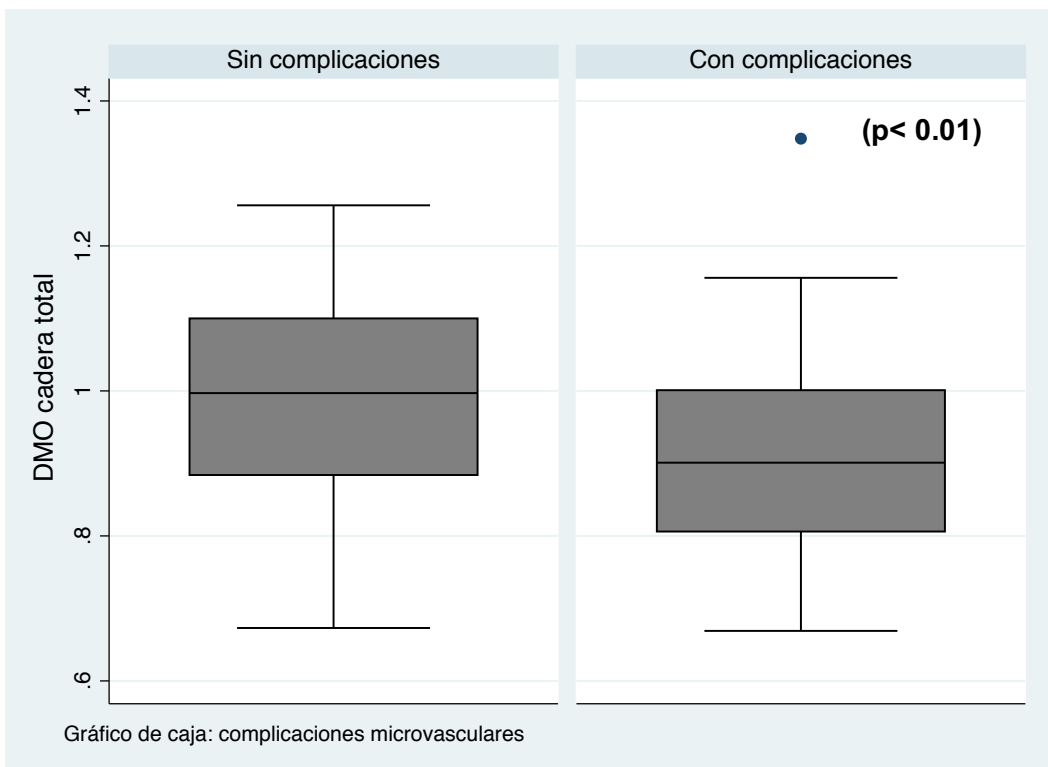 Sin complicaciones
Con complicaciones
(p< 0.01)
DMO cadera total
1.4
1.2
1
.8
.6
Gráfico de caja: complicaciones microvasculares